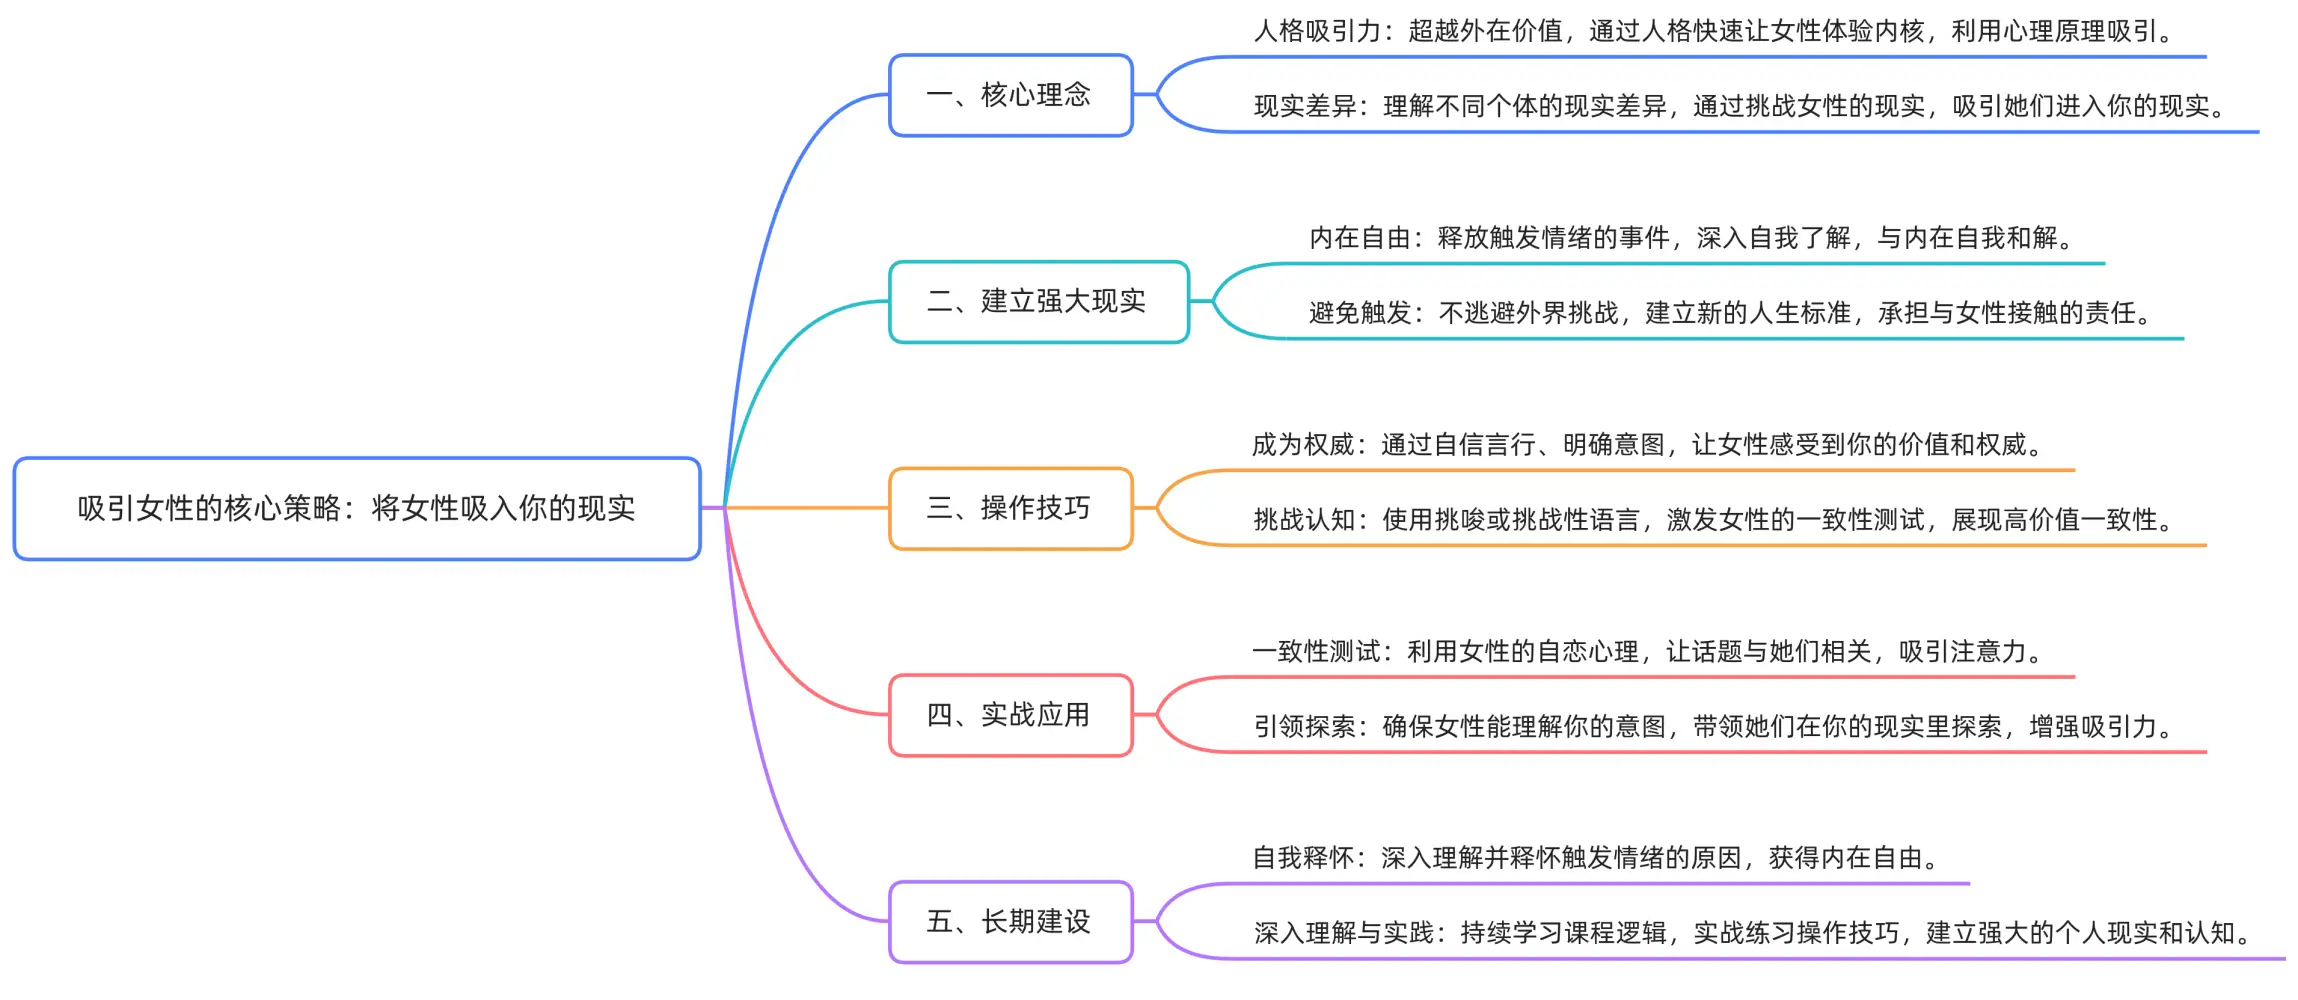 吸引女性的核心策略：将女性吸入你的现实
一、核心理念
人格吸引力：超越外在价值，通过人格快速让女性体验内核，利用心理原理吸引。
现实差异：理解不同个体的现实差异，通过挑战女性的现实，吸引她们进入你的现实。
二、建立强大现实
内在自由：释放触发情绪的事件，深入自我了解，与内在自我和解。
避免触发：不逃避外界挑战，建立新的人生标准，承担与女性接触的责任。
三、操作技巧
成为权威：通过自信言行、明确意图，让女性感受到你的价值和权威。
挑战认知：使用挑唆或挑战性语言，激发女性的一致性测试，展现高价值一致性。
四、实战应用
一致性测试：利用女性的自恋心理，让话题与她们相关，吸引注意力。
引领探索：确保女性能理解你的意图，带领她们在你的现实里探索，增强吸引力。
五、长期建设
自我释怀：深入理解并释怀触发情绪的原因，获得内在自由。
深入理解与实践：持续学习课程逻辑，实战练习操作技巧，建立强大的个人现实和认知。